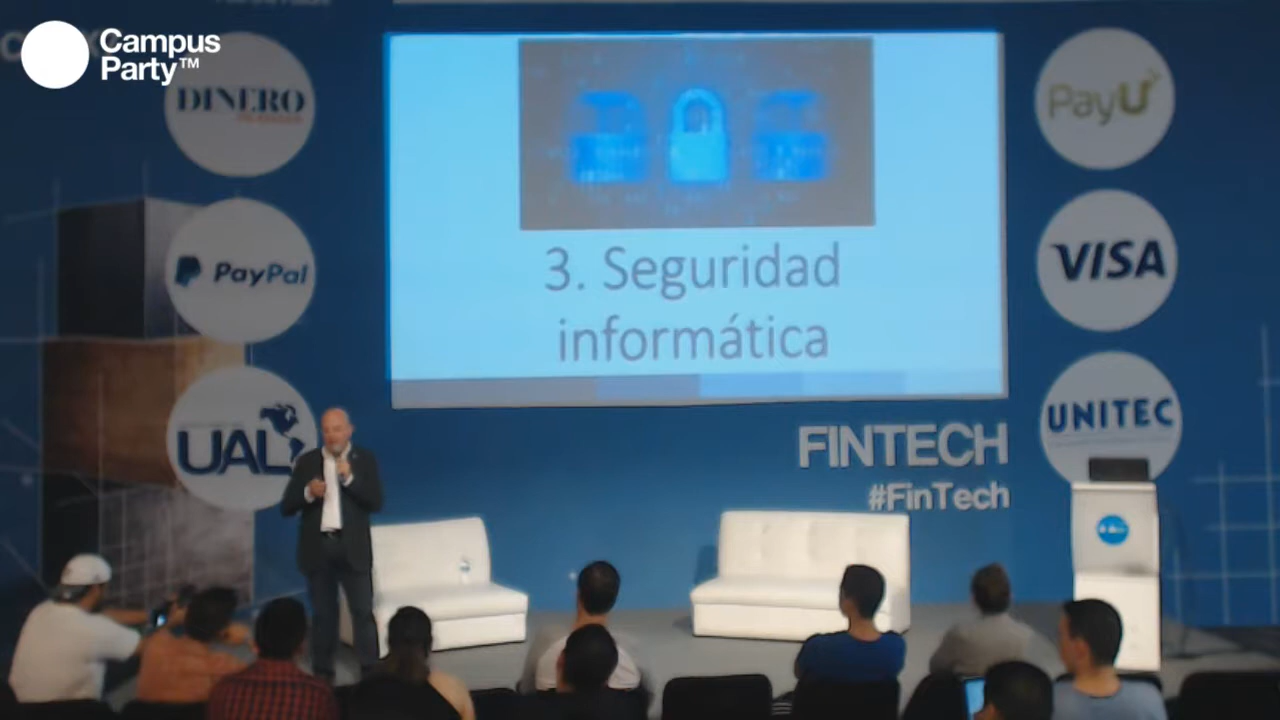 Campus
Party™
DINERO
PayPal
UAL
3. Seguridad
informática
PayU
VISA
UNITEC
FINTECH
#FinTech